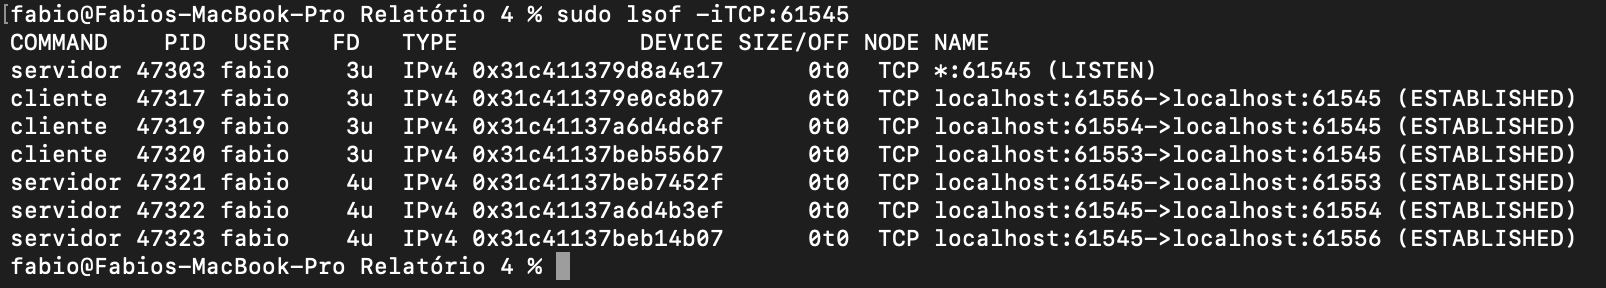 [fabio@Fabios-MacBook-Pro Relatório 4 % sudo lsof -iTCP:61545
COMMAND    PID  USER   FD   TYPE             DEVICE SIZE/OFF NODE NAME
servidor 47303 fabio    3u  IPv4 0x31c411379d8a4e17      0t0  TCP *:61545 (LISTEN)
cliente  47317 fabio    3u  IPv4 0x31c411379e0c8b07      0t0  TCP localhost:61556->localhost:61545 (ESTABLISHED)
cliente  47319 fabio    3u  IPv4 0x31c41137a6d4dc8f      0t0  TCP localhost:61554->localhost:61545 (ESTABLISHED)
cliente  47320 fabio    3u  IPv4 0x31c41137beb556b7      0t0  TCP localhost:61553->localhost:61545 (ESTABLISHED)
servidor 47321 fabio    4u  IPv4 0x31c41137beb7452f      0t0  TCP localhost:61545->localhost:61553 (ESTABLISHED)
servidor 47322 fabio    4u  IPv4 0x31c41137a6d4b3ef      0t0  TCP localhost:61545->localhost:61554 (ESTABLISHED)
servidor 47323 fabio    4u  IPv4 0x31c41137beb14b07      0t0  TCP localhost:61545->localhost:61556 (ESTABLISHED)
fabio@Fabios-MacBook-Pro Relatório 4 %